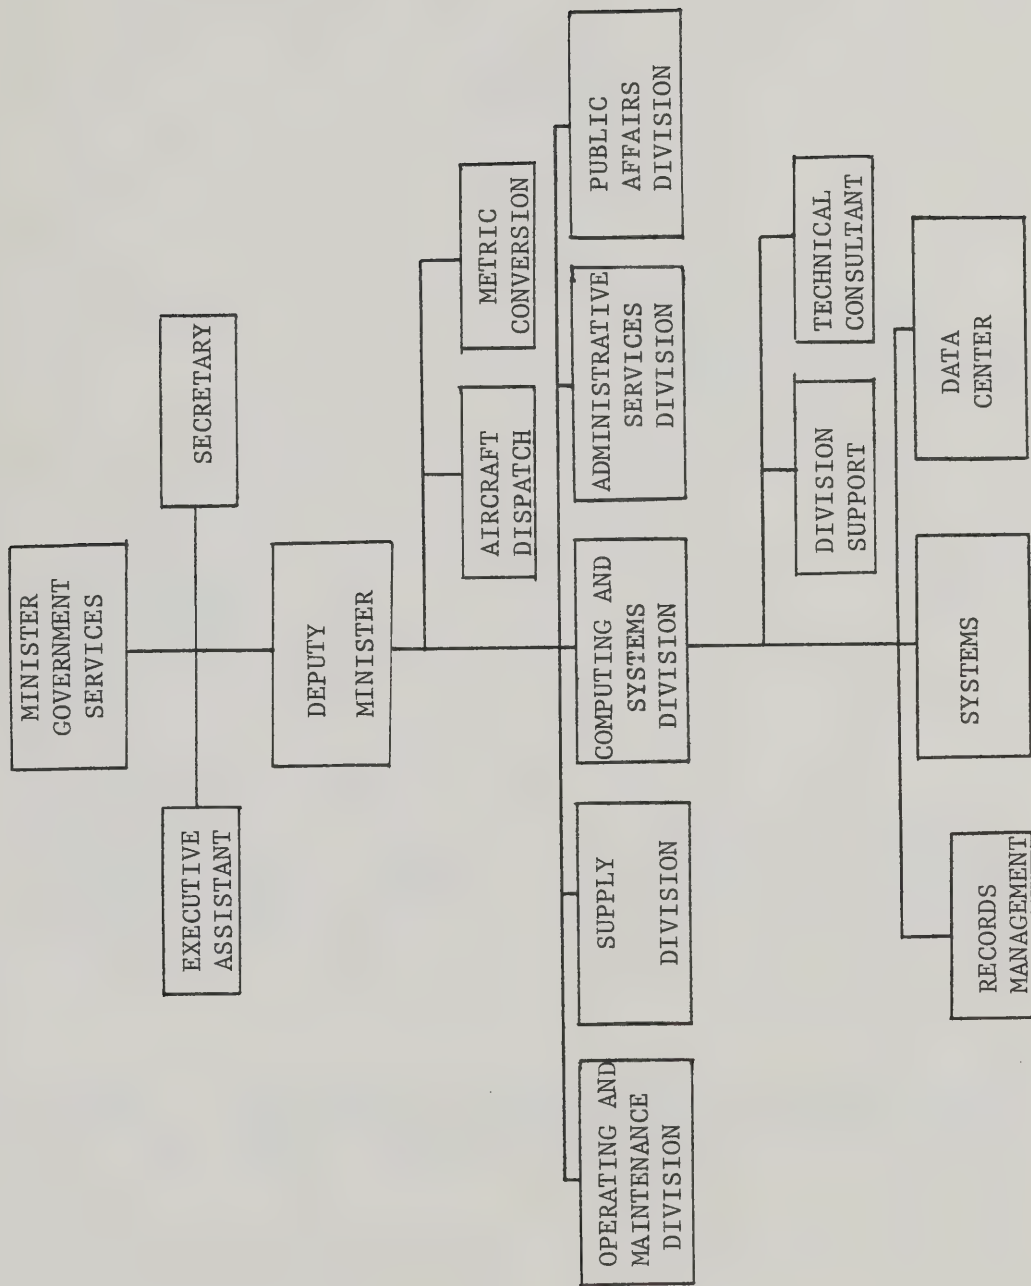 MINISTER
GOVERNMENT
SERVICES
EXECUTIVE
ASSISTANT
SECRETARY
DEPUTY
MINISTER
AIRCRAFT
DISPATCH
METRIC
CONVERSION
OPERATING AND
MAINTENANCE
DIVISION
SUPPLY
DIVISION
COMPUTING AND
SYSTEMS
DIVISION
ADMINISTRATIVE
SERVICES
DIVISION
PUBLIC
AFFAIRS
DIVISION
DIVISION
SUPPORT
TECHNICAL
CONSULTANT
RECORDS
MANAGEMENT
SYSTEMS
DATA
CENTER